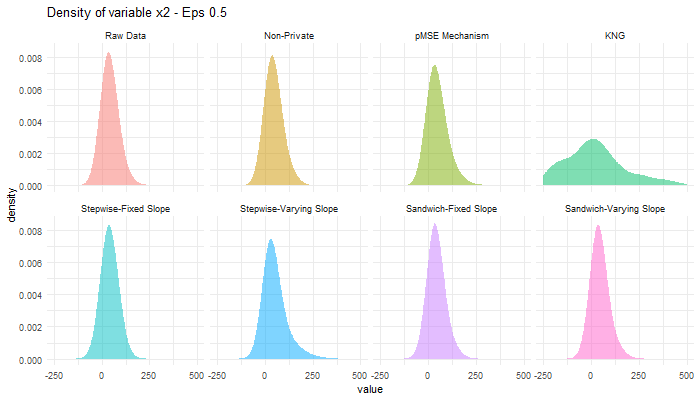 Density of variable x2 - Eps 0.5
Raw Data Non-Private pMSE Mechanism KNG
0.008
0.006
0.004
0.002
0.000
density
Stepwise-Fixed Slope Stepwise-Varying Slope Sandwich-Fixed Slope Sandwich-Varying Slope
0.008
0.006
0.004
0.002
0.000
-250 0 250 500 -250 0 250 500 -250 0 250 500 -250 0 250 500
value